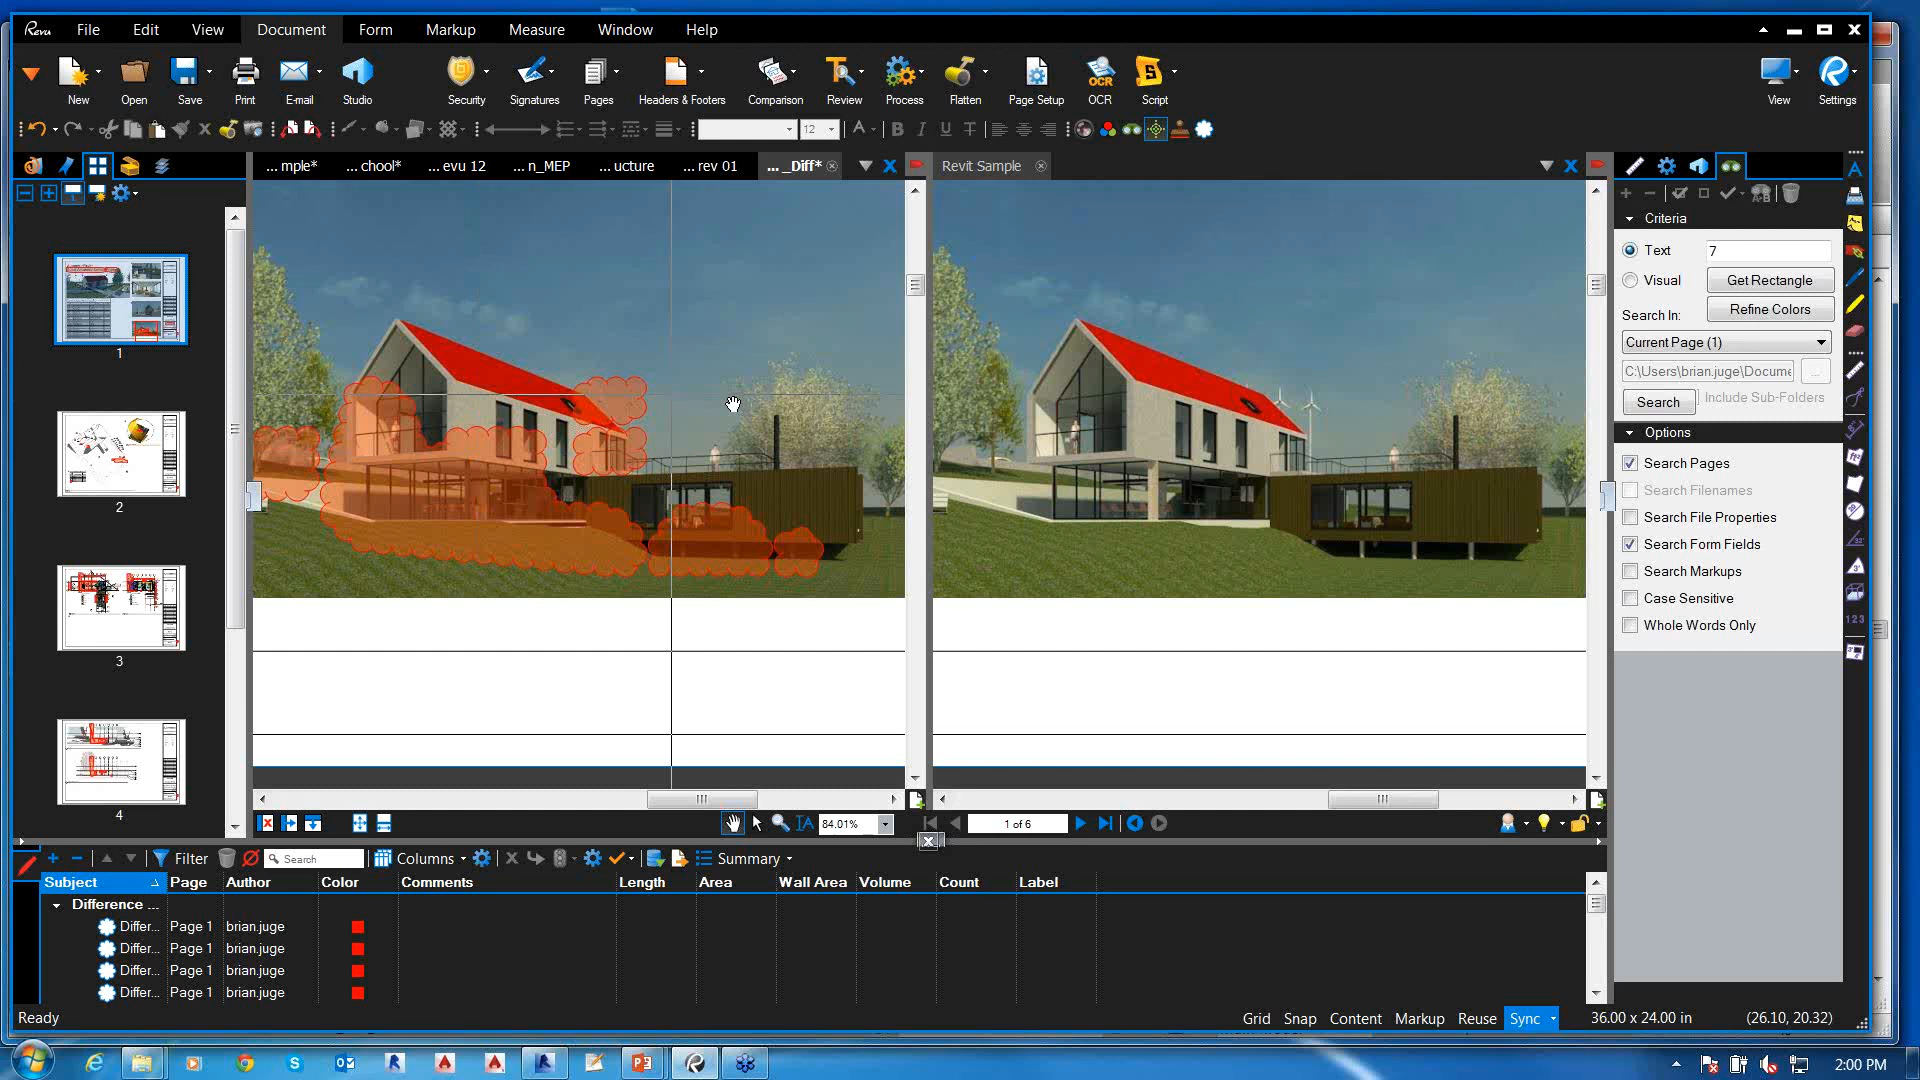 Revu File Edit View Document Form Markup Measure Window Help
New Open Save Print E-mail Studio Security Signatures Pages Headers & Footers Comparison Review Process Flatten Page Setup OCR Script View Settings
12 A B I U T
... mple* ... chool* ... evu 12 ... n_MEP ... ucture ... rev 01 ... _Diff* Revit Sample
Criteria
Text 7
Visual Get Rectangle
Refine Colors
Search In:
Current Page (1)
C:\Users\brian.juge\Docume ...
Search Include Sub-Folders
Options
Search Pages
Search Filenames
Search File Properties
Search Form Fields
Search Markups
Case Sensitive
Whole Words Only
1
2
3
4
84.01% 1 of 6
Filter Search Columns Summary
Subject Page Author Color Comments Length Area Wall Area Volume Count Label
Difference ...
Differ... Page 1 brian.juge
Differ... Page 1 brian.juge
Differ... Page 1 brian.juge
Differ... Page 1 brian.juge
Ready Grid Snap Content Markup Reuse Sync 36.00 x 24.00 in (26.10, 20.32)
2:00 PM